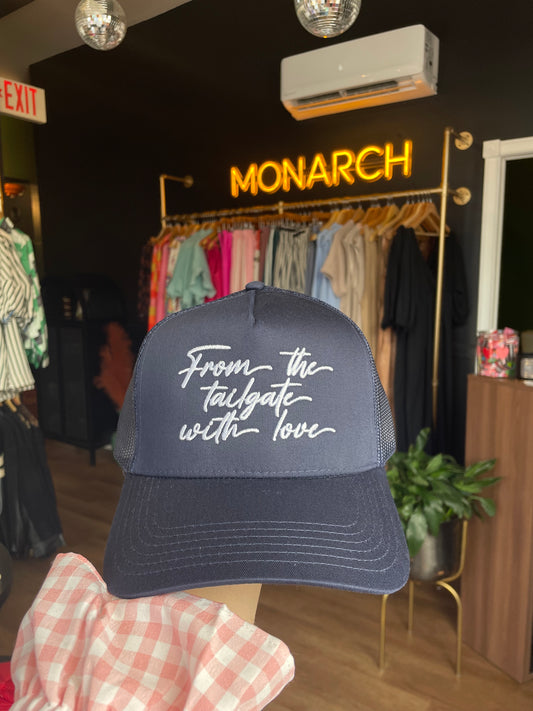 EXIT
MONARCH
From the
tailgate
with love